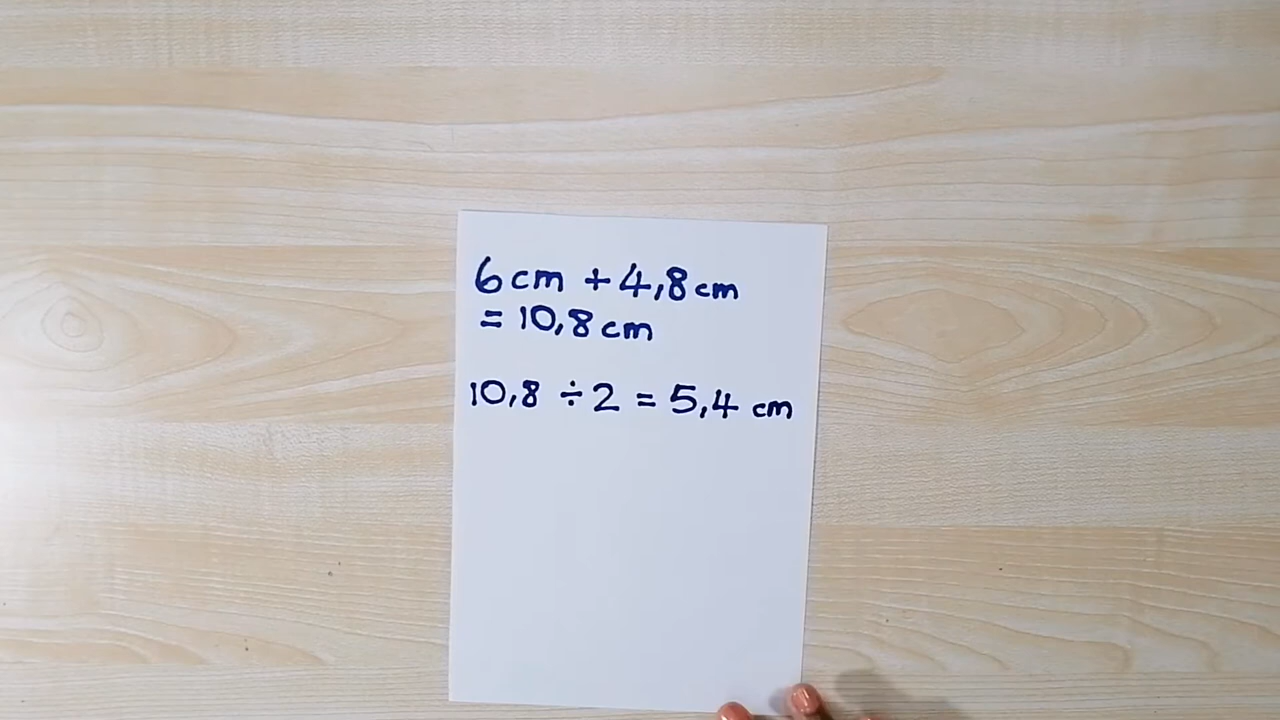 6 cm + 4,8 cm
= 10,8 cm
10,8 ÷ 2 = 5,4 cm